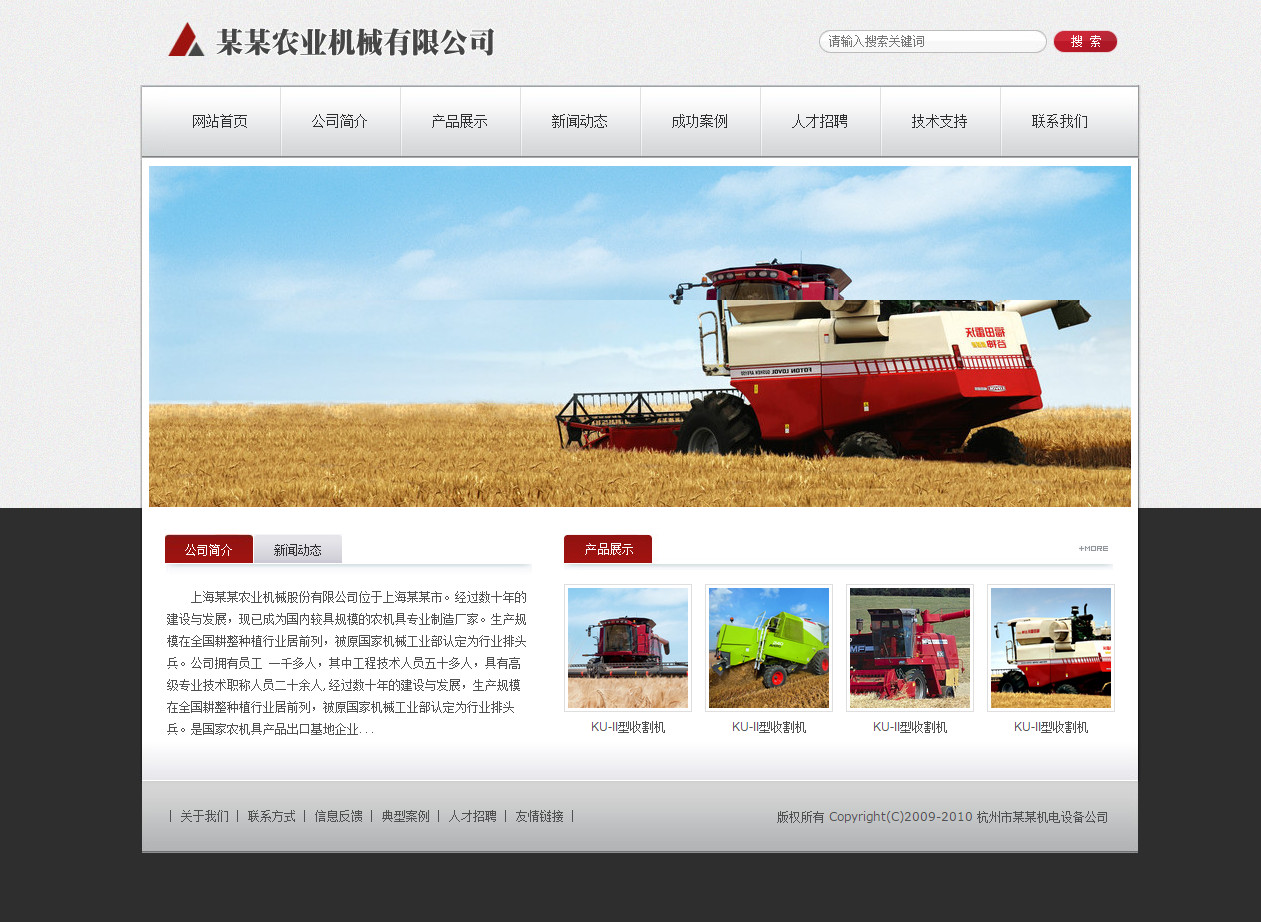 某某农业机械有限公司
请输入搜索关键词
搜 索
网站首页
公司简介
产品展示
新闻动态
成功案例
人才招聘
技术支持
联系我们
公司简介
新闻动态
产品展示
+MORE
上海某某农业机械股份有限公司位于上海某某市。经过数十年的
建设与发展，现已成为国内较具规模的农机具专业制造厂家。生产规
模在全国耕整种植行业居前列，被原国家机械工业部认定为行业排头
兵。公司拥有员工 一千多人，其中工程技术人员五十多人，具有高
级专业技术职称人员二十余人,经过数十年的建设与发展，生产规模
在全国耕整种植行业居前列，被原国家机械工业部认定为行业排头
兵。是国家农机具产品出口基地企业...
KU-II型收割机
KU-II型收割机
KU-II型收割机
KU-II型收割机
| 关于我们 | 联系方式 | 信息反馈 | 典型案例 | 人才招聘 | 友情链接 |
版权所有 Copyright(C)2009-2010 杭州市某某机电设备公司